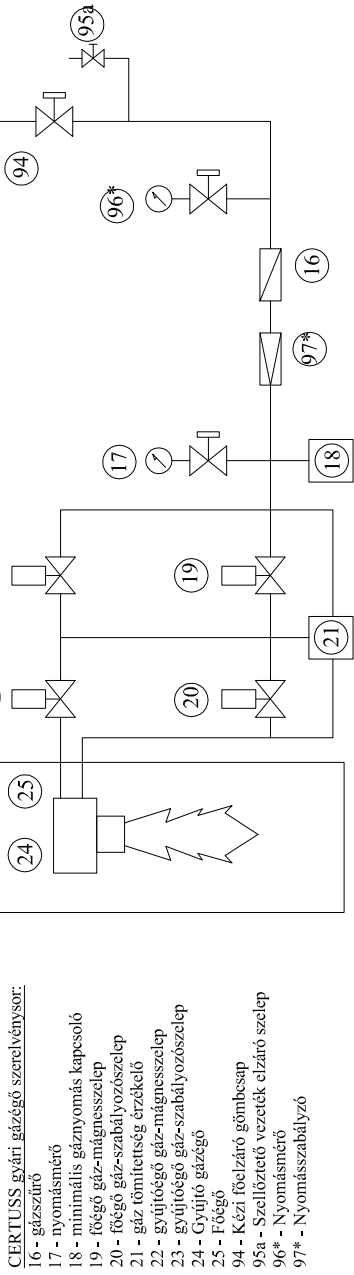 CERTUSS gyári gázégő szerelvénysor:
16 - gázszűrő
17 - nyomásmérő
18 - minimális gáznyomás kapcsoló
19 - főégő gáz-mágnesszelep
20 - főégő gáz-szabályozószelep
21 - gáz tömítettség érzékelő
22 - gyújtóégő gáz-mágnesszelep
23 - gyújtóégő gáz-szabályozószelep
24 - Gyújtó gázégő
25 - Főégő
94 - Kézi főelzáró gömbcsap
95a - Szellőztető vezeték elzáró szelep
96* - Nyomásmérő
97* - Nyomásszabályzó
24
25
20
19
21
17
18
97*
16
96*
94
95a